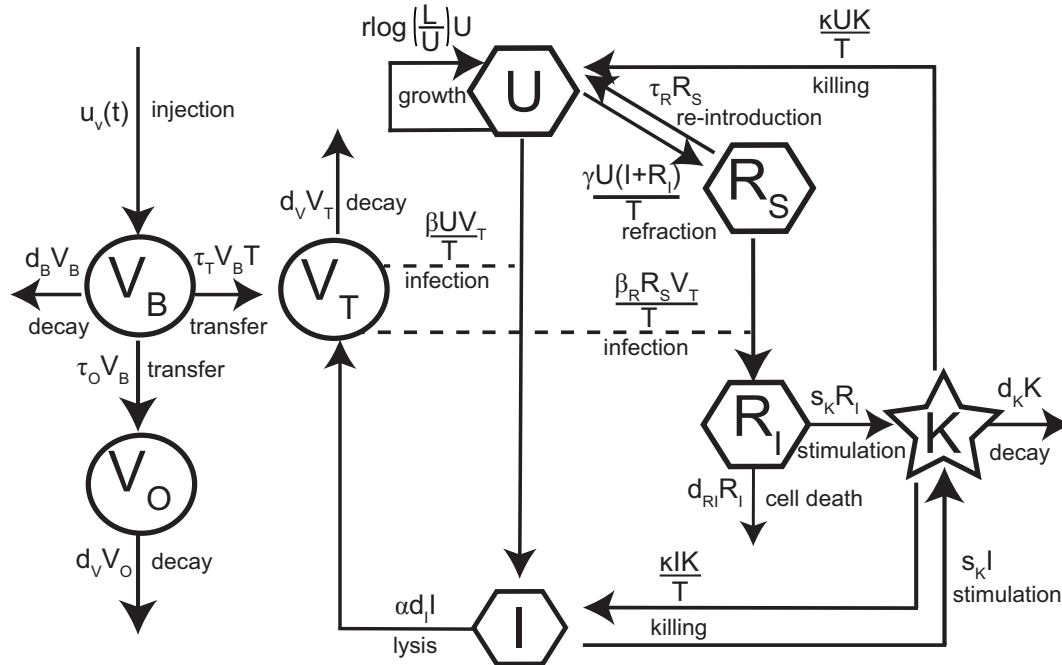 rlog(L/U)U
growth
U
κUK/T
killing
τ_R R_S
re-introduction
u_v(t)
injection
γU(I+R_I)/T
refraction
R_S
d_V V_T
decay
βUV_T/T
infection
d_B V_B
decay
V_B
τ_T V_B T
transfer
V_T
β_R R_S V_T/T
infection
τ_O V_B
transfer
V_O
d_V V_O
decay
R_I
s_K R_I
stimulation
K
d_K K
decay
d_RI R_I
cell death
αd_I I
lysis
I
κIK/T
killing
s_K I
stimulation